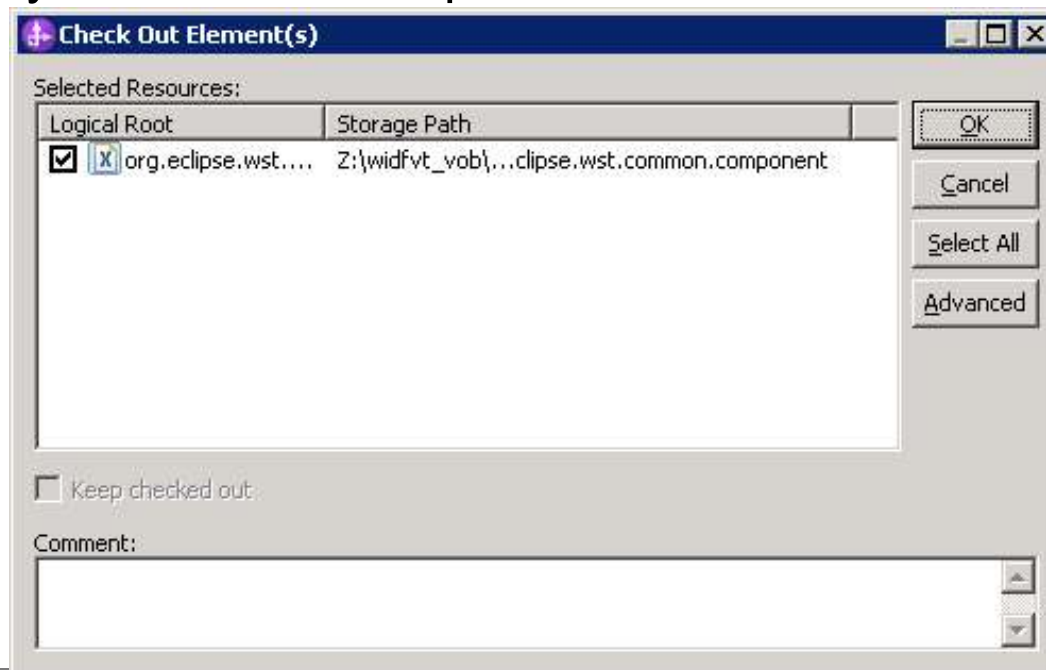 Check Out Element(s)
Selected Resources:
Logical Root Storage Path
org.eclipse.wst.... Z:\widfvt_vob\...clipse.wst.common.component
OK
Cancel
Select All
Advanced
Keep checked out
Comment: